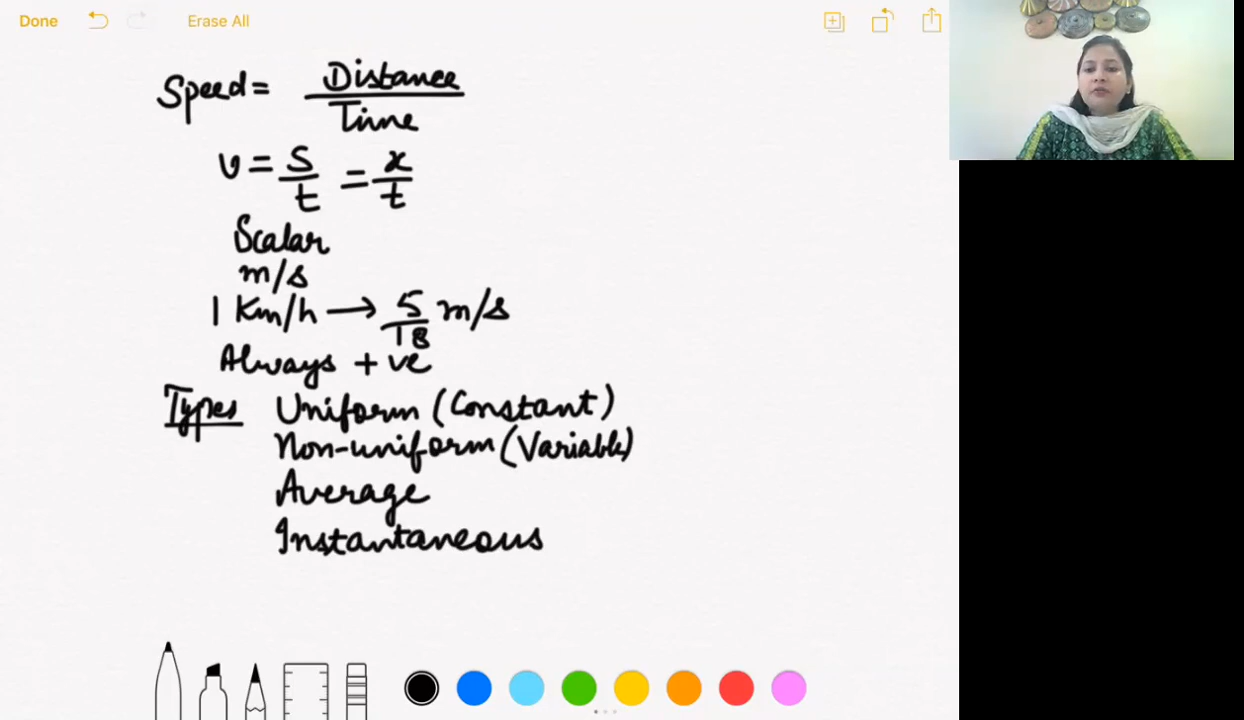 Done Erase All
Speed = Distance / Time
v = s/t = x/t
Scalar
m/s
1 Km/h → 5/18 m/s
Always +ve
Types Uniform (Constant)
Non-uniform (Variable)
Average
Instantaneous